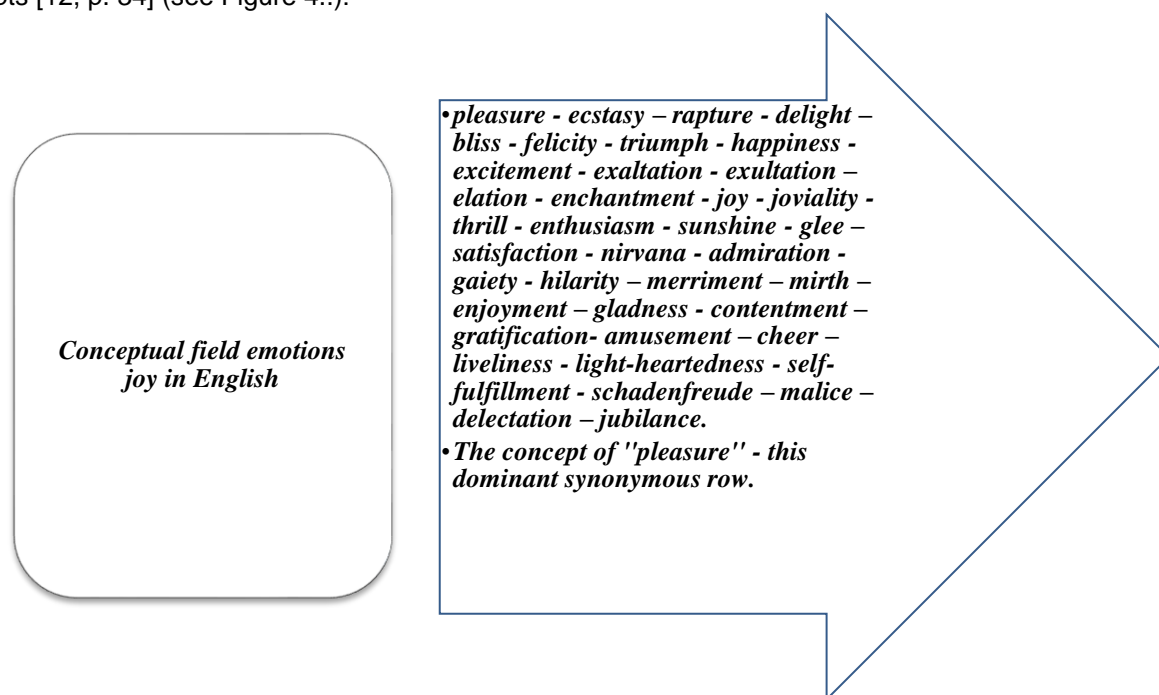 [12, p. 84] (see Figure 4..).
Conceptual field emotions
joy in English
•pleasure - ecstasy – rapture - delight –
bliss - felicity - triumph - happiness -
excitement - exaltation - exultation –
elation - enchantment - joy - joviality -
thrill - enthusiasm - sunshine - glee –
satisfaction - nirvana - admiration -
gaiety - hilarity – merriment – mirth –
enjoyment – gladness - contentment –
gratification- amusement – cheer –
liveliness - light-heartedness - self-
fulfillment - schadenfreude – malice –
delectation – jubilance.
•The concept of "pleasure" - this
dominant synonymous row.